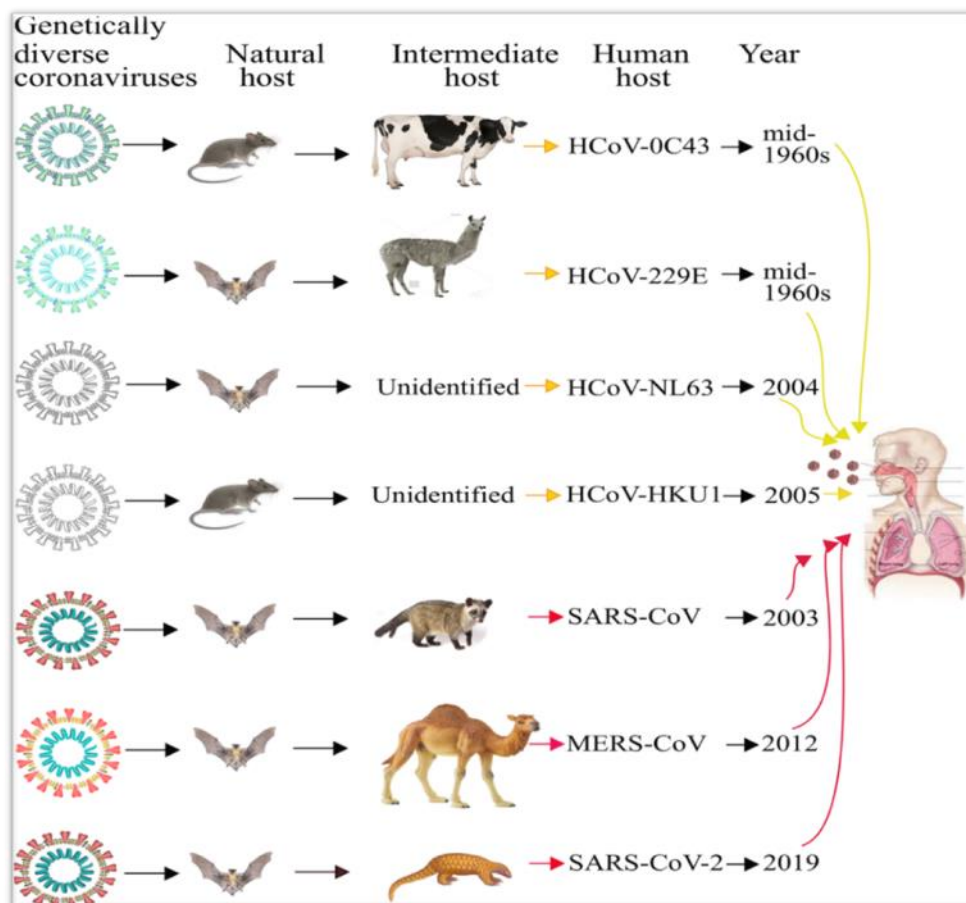 Genetically
diverse
coronaviruses
Natural
host
Intermediate
host
Human
host
Year
HCoV-0C43
mid-
1960s
HCoV-229E
mid-
1960s
Unidentified
HCoV-NL63
2004
Unidentified
HCoV-HKU1
2005
SARS-CoV
2003
MERS-CoV
2012
SARS-CoV-2
2019